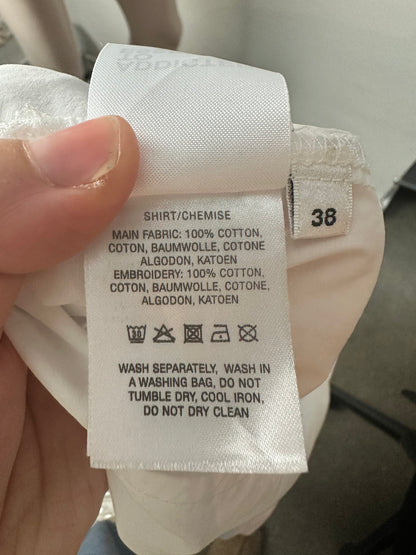 SHIRT/CHEMISE
MAIN FABRIC: 100% COTTON,
COTON, BAUMWOLLE, COTONE
ALGODON, KATOEN
EMBROIDERY: 100% COTTON,
COTON, BAUMWOLLE, COTONE,
ALGODON, KATOEN
30
WASH SEPARATELY, WASH IN
A WASHING BAG, DO NOT
TUMBLE DRY, COOL IRON,
DO NOT DRY CLEAN
38